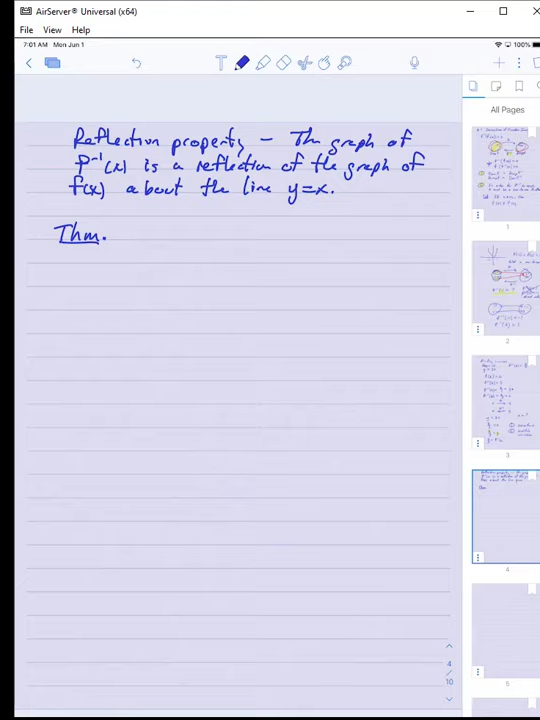 AirServer® Universal (x64)
File View Help
7:01 AM Mon Jun 1
100%
All Pages
Reflection property – The graph of
f⁻¹(x) is a reflection of the graph of
f(x) about the line y=x.
Thm.
1
2
3
4
5
4
/
10